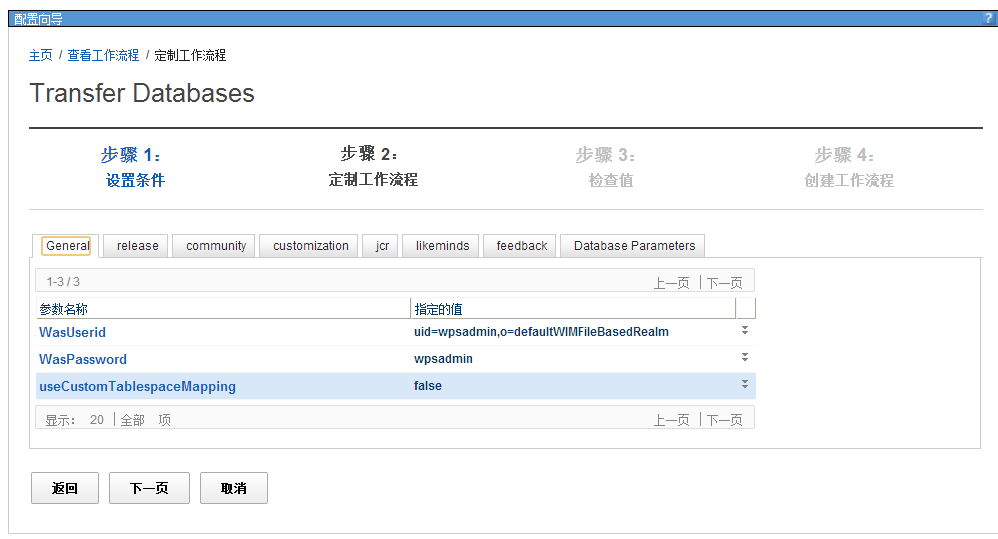 配置向导 ?
主页 / 查看工作流程 / 定制工作流程
Transfer Databases
步骤 1: 步骤 2: 步骤 3: 步骤 4:
设置条件 定制工作流程 检查值 创建工作流程
General release community customization jcr likeminds feedback Database Parameters
1-3 / 3 上一页 | 下一页
参数名称 指定的值
WasUserid uid=wpsadmin,o=defaultWIMFileBasedRealm
WasPassword wpsadmin
useCustomTablespaceMapping false
显示: 20 | 全部 项 上一页 | 下一页
返回 下一页 取消